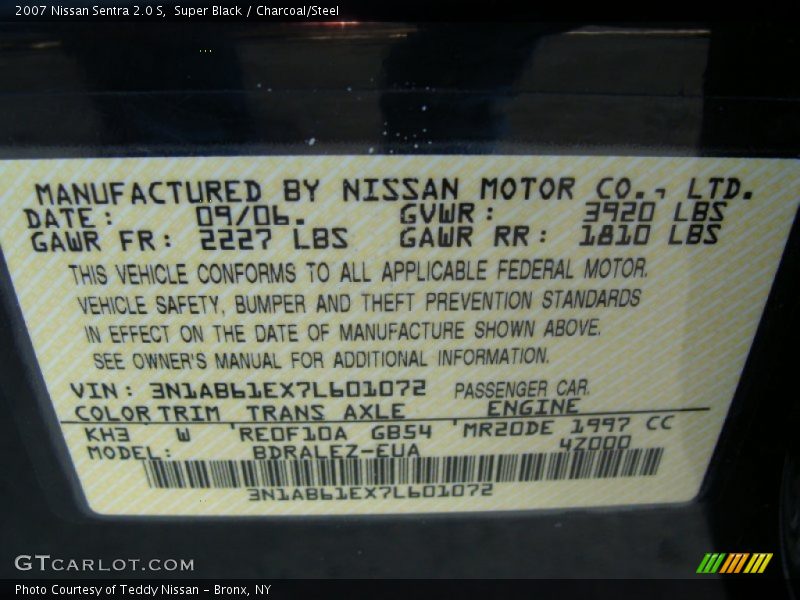 2007 Nissan Sentra 2.0 S,  Super Black / Charcoal/Steel
MANUFACTURED BY NISSAN MOTOR CO., LTD.
DATE: 09/06. GVWR: 3920 LBS
GAWR FR: 2227 LBS GAWR RR: 1810 LBS
THIS VEHICLE CONFORMS TO ALL APPLICABLE FEDERAL MOTOR.
VEHICLE SAFETY, BUMPER AND THEFT PREVENTION STANDARDS
IN EFFECT ON THE DATE OF MANUFACTURE SHOWN ABOVE.
SEE OWNER'S MANUAL FOR ADDITIONAL INFORMATION.
VIN: 3N1AB61EX7L601072 PASSENGER CAR.
COLOR TRIM TRANS AXLE ENGINE
KH3 W 'RE0F10A GB54 'MR20DE 1997 CC
MODEL: BDRALEZ-EUA 4Z000
3N1AB61EX7L601072
GTCARLOT.COM
Photo Courtesy of Teddy Nissan - Bronx, NY